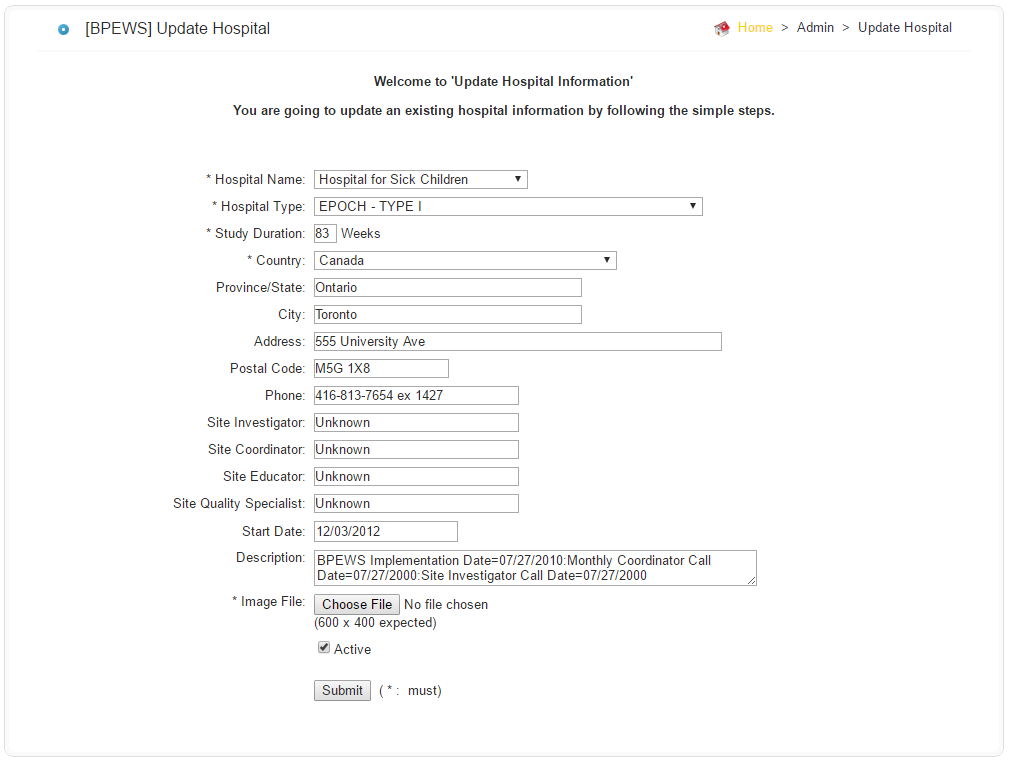 [BPEWS] Update Hospital
Home > Admin > Update Hospital
Welcome to 'Update Hospital Information'
You are going to update an existing hospital information by following the simple steps.
* Hospital Name: Hospital for Sick Children
* Hospital Type: EPOCH - TYPE I
* Study Duration: 83 Weeks
* Country: Canada
Province/State: Ontario
City: Toronto
Address: 555 University Ave
Postal Code: M5G 1X8
Phone: 416-813-7654 ex 1427
Site Investigator: Unknown
Site Coordinator: Unknown
Site Educator: Unknown
Site Quality Specialist: Unknown
Start Date: 12/03/2012
Description: BPEWS Implementation Date=07/27/2010:Monthly Coordinator Call
Date=07/27/2000:Site Investigator Call Date=07/27/2000
* Image File: Choose File No file chosen
(600 x 400 expected)
Active
Submit ( * : must)